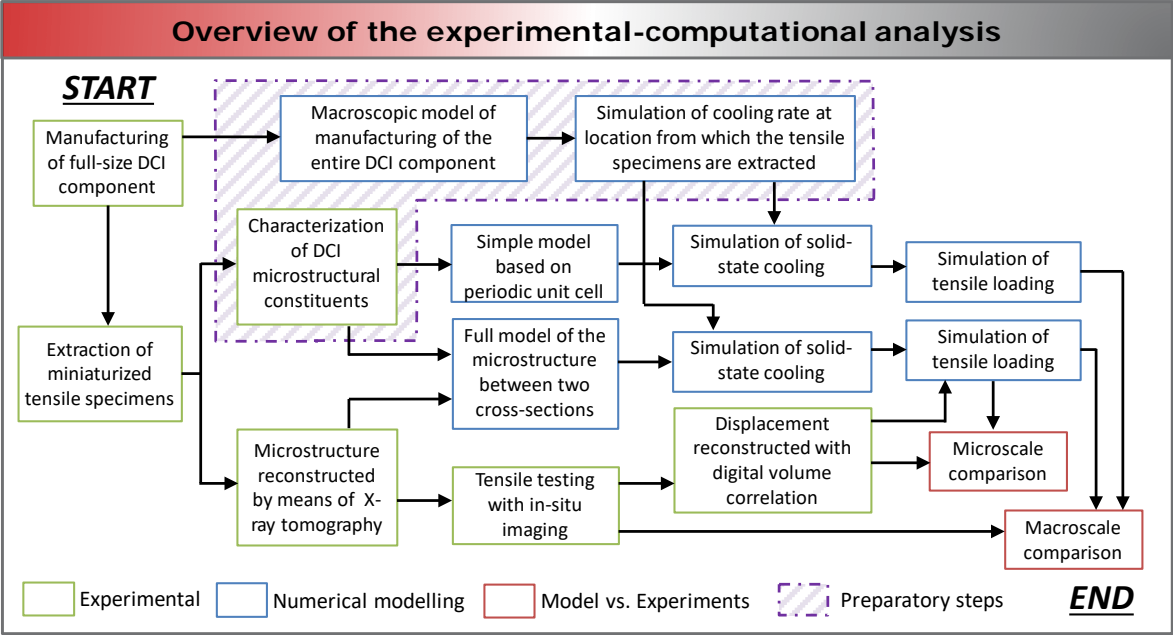 Overview of the experimental-computational analysis
START
Manufacturing
of full-size DCI
component
Macroscopic model of
manufacturing of the
entire DCI component
Simulation of cooling rate at
location from which the tensile
specimens are extracted
Characterization
of DCI
microstructural
constituents
Simple model
based on
periodic unit cell
Simulation of solid-
state cooling
Simulation of
tensile loading
Extraction of
miniaturized
tensile specimens
Full model of the
microstructure
between two
cross-sections
Simulation of solid-
state cooling
Simulation of
tensile loading
Microstructure
reconstructed
by means of X-
ray tomography
Tensile testing
with in-situ
imaging
Displacement
reconstructed with
digital volume
correlation
Microscale
comparison
Macroscale
comparison
Experimental
Numerical modelling
Model vs. Experiments
Preparatory steps
END